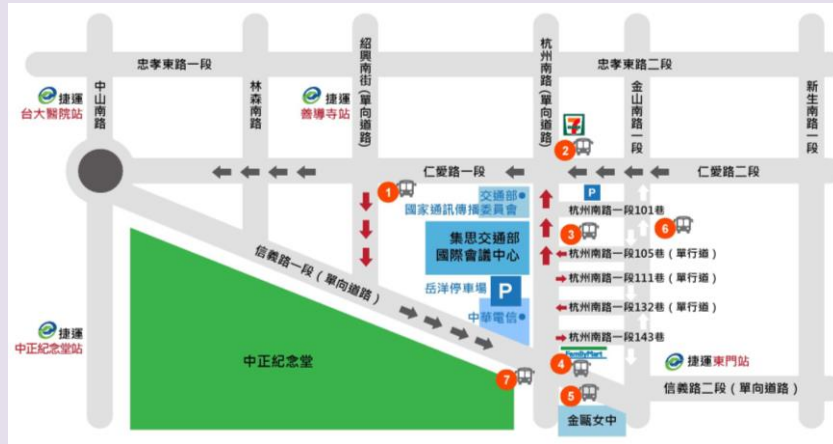 忠孝東路一段
忠孝東路二段
中山南路
林森南路
紹興南街(單向道路)
杭州南路(單向道路)
金山南路一段
新生南路一段
捷運
台大醫院站
捷運
善導寺站
7
2
仁愛路一段
仁愛路二段
1
交通部
國家通訊傳播委員會
P
杭州南路一段101巷
3
6
集思交通部
國際會議中心
杭州南路一段105巷(單行道)
信義路一段(單向道路)
岳洋停車場
P
杭州南路一段111巷(單行道)
中華電信
杭州南路一段132巷(單行道)
捷運
中正紀念堂站
杭州南路一段143巷
中正紀念堂
FamilyMart
4
捷運東門站
7
5
信義路二段(單向道路)
金甌女中